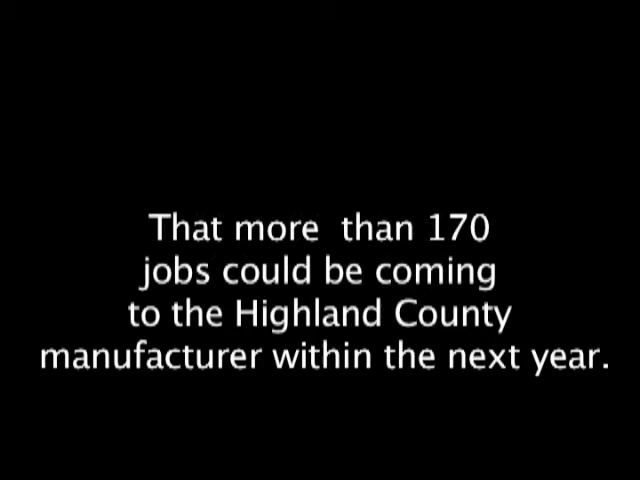 That more  than 170
jobs could be coming
to the Highland County
manufacturer within the next year.